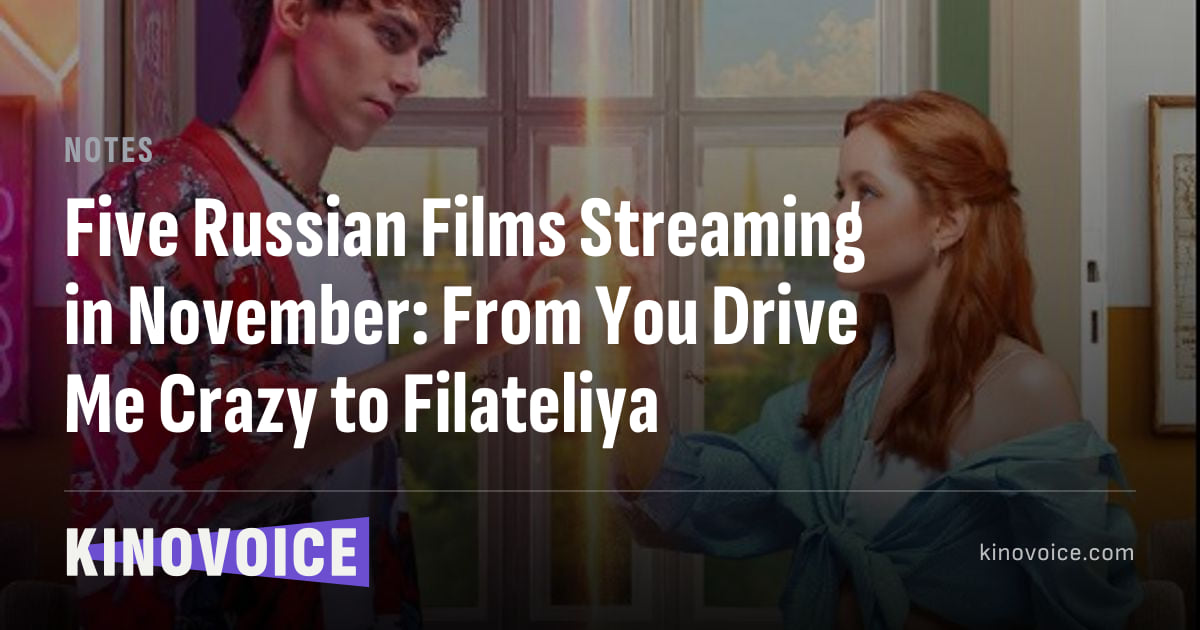 NOTES
Five Russian Films Streaming
in November: From You Drive
Me Crazy to Filateliya
KINOVOICE
kinovoice.com